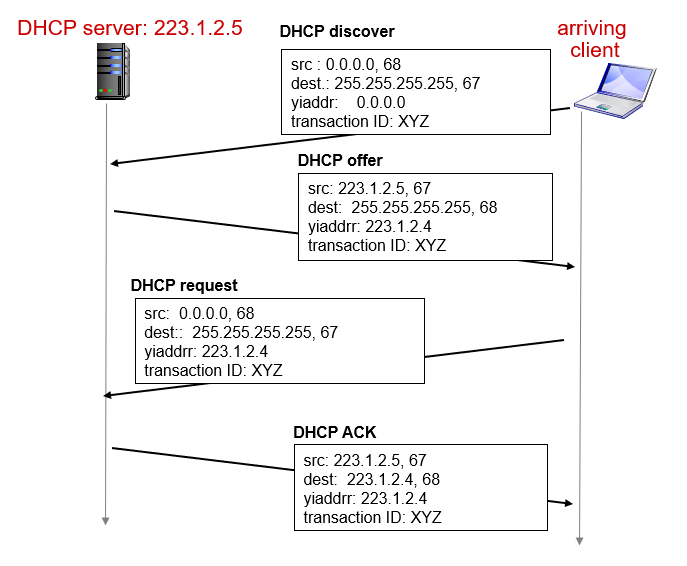 DHCP server: 223.1.2.5
arriving
client
DHCP discover
src : 0.0.0.0, 68
dest.: 255.255.255.255, 67
yiaddr: 0.0.0.0
transaction ID: XYZ
DHCP offer
src: 223.1.2.5, 67
dest: 255.255.255.255, 68
yiaddrr: 223.1.2.4
transaction ID: XYZ
DHCP request
src: 0.0.0.0, 68
dest:: 255.255.255.255, 67
yiaddrr: 223.1.2.4
transaction ID: XYZ
DHCP ACK
src: 223.1.2.5, 67
dest: 223.1.2.4, 68
yiaddrr: 223.1.2.4
transaction ID: XYZ